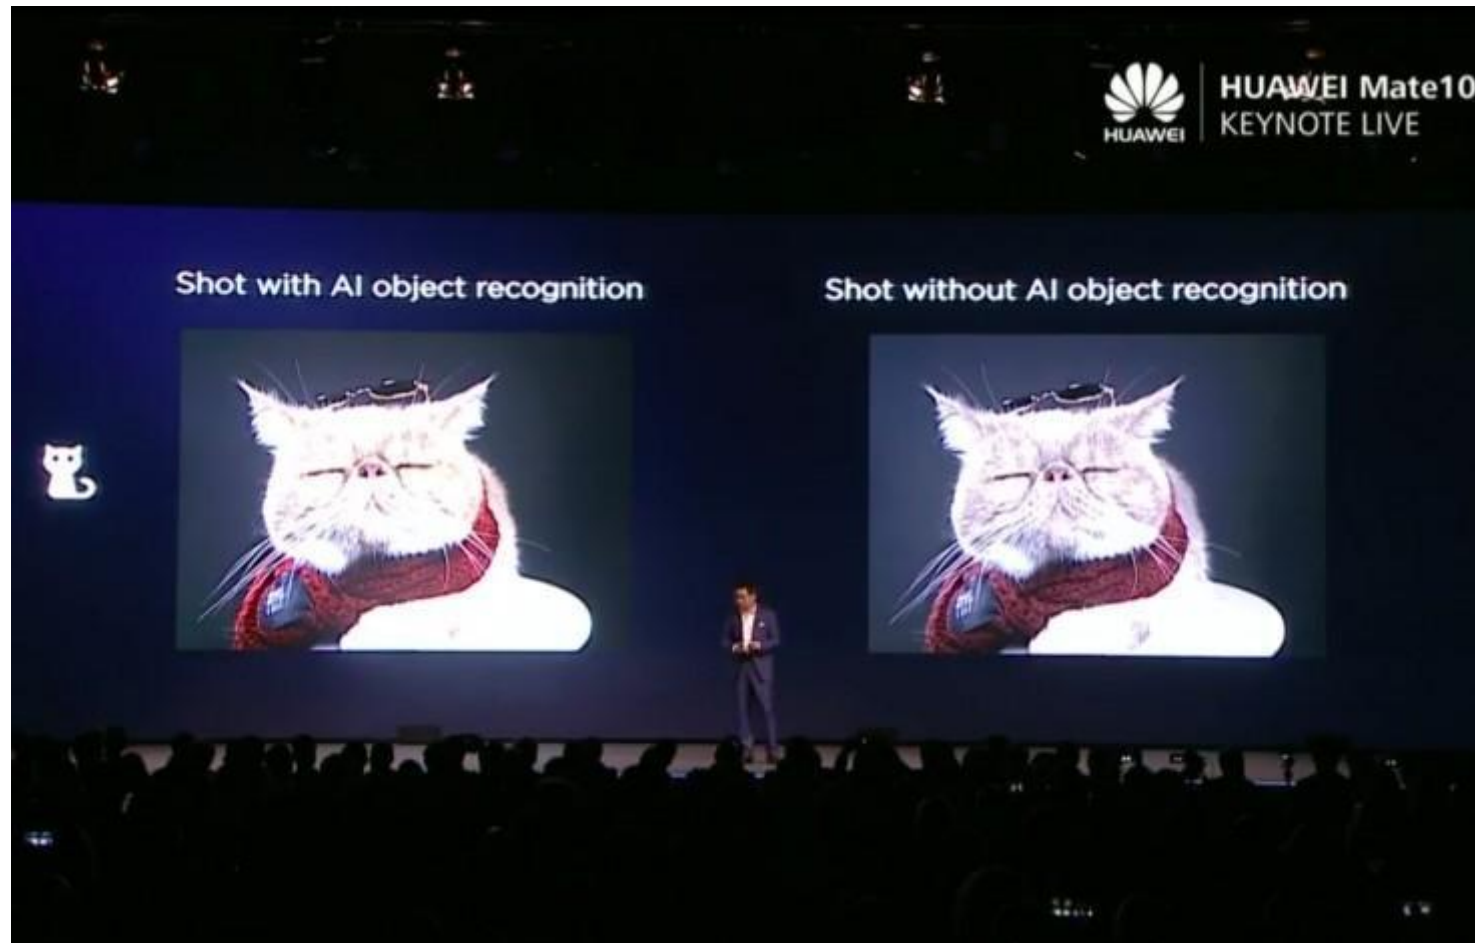 HUAWEI
HUAWEI Mate10
KEYNOTE LIVE
Shot with AI object recognition
Shot without AI object recognition